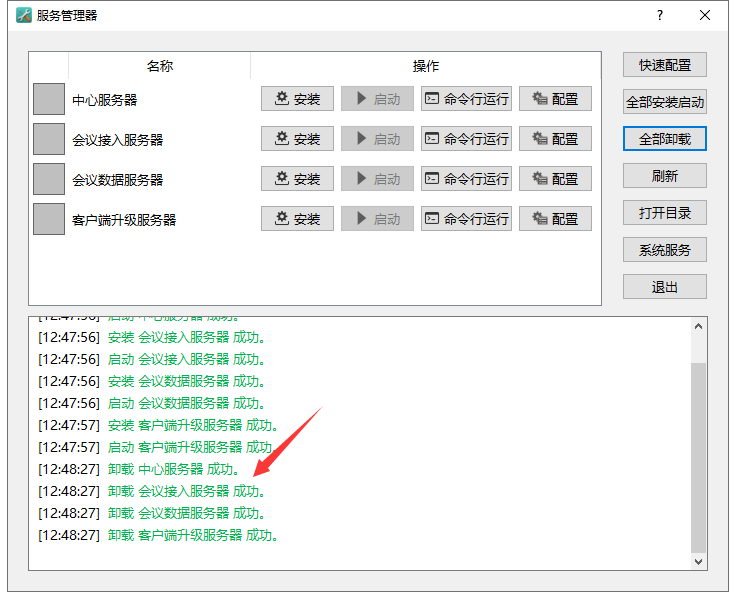 服务管理器
?
名称 操作
快速配置
中心服务器 安装 启动 命令行运行 配置
全部安装启动
会议接入服务器 安装 启动 命令行运行 配置
全部卸载
会议数据服务器 安装 启动 命令行运行 配置
刷新
打开目录
客户端升级服务器 安装 启动 命令行运行 配置
系统服务
退出
[12:47:56] 启动 中心服务器 成功。
[12:47:56] 安装 会议接入服务器 成功。
[12:47:56] 启动 会议接入服务器 成功。
[12:47:56] 安装 会议数据服务器 成功。
[12:47:56] 启动 会议数据服务器 成功。
[12:47:57] 安装 客户端升级服务器 成功。
[12:47:57] 启动 客户端升级服务器 成功。
[12:48:27] 卸载 中心服务器 成功。
[12:48:27] 卸载 会议接入服务器 成功。
[12:48:27] 卸载 会议数据服务器 成功。
[12:48:27] 卸载 客户端升级服务器 成功。